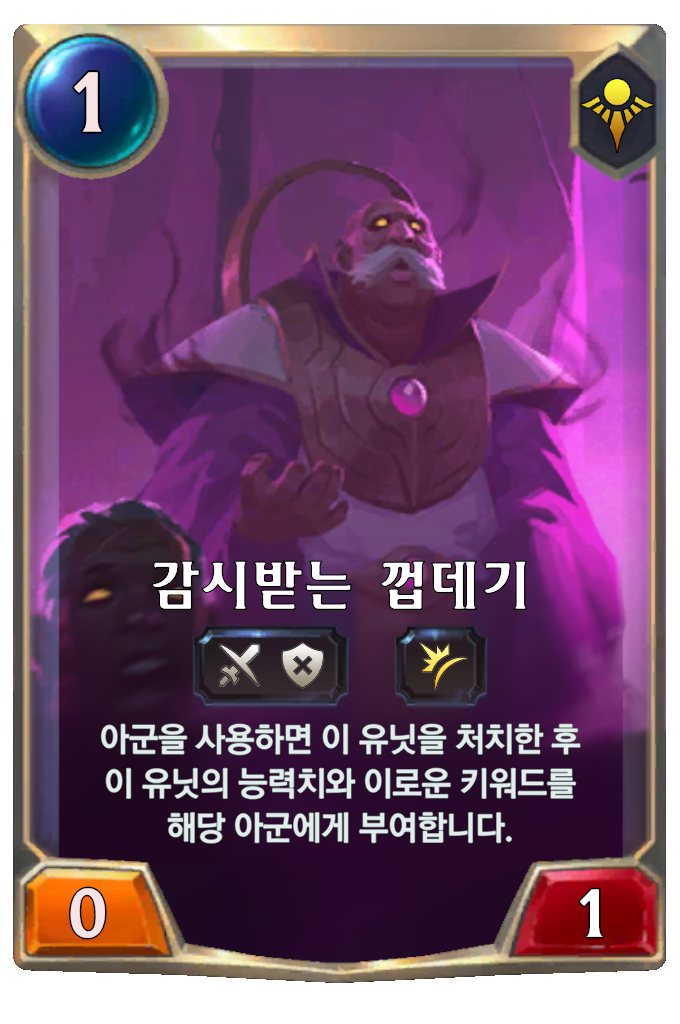 1
감시받는 껍데기
아군을 사용하면 이 유닛을 처치한 후
이 유닛의 능력치와 이로운 키워드를
해당 아군에게 부여합니다.
0
1